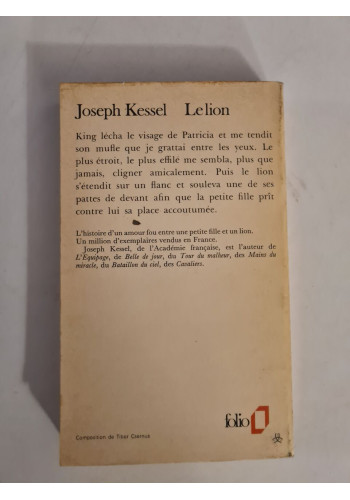 Joseph Kessel Le lion
King lécha le visage de Patricia et me tendit
son mufle que je grattai entre les yeux. Le
plus étroit, le plus effilé me sembla, plus que
jamais, cligner amicalement. Puis le lion
s'étendit sur un flanc et souleva une de ses
pattes de devant afin que la petite fille prît
contre lui sa place accoutumée.
L'histoire d'un amour fou entre une petite fille et un lion.
Un million d'exemplaires vendus en France.
Joseph Kessel, de l'Académie française, est l'auteur de
L'Équipage, de Belle de jour, du Tour du malheur, des Mains du
miracle, du Bataillon du ciel, des Cavaliers.
folio
Composition de Tibor Csernus